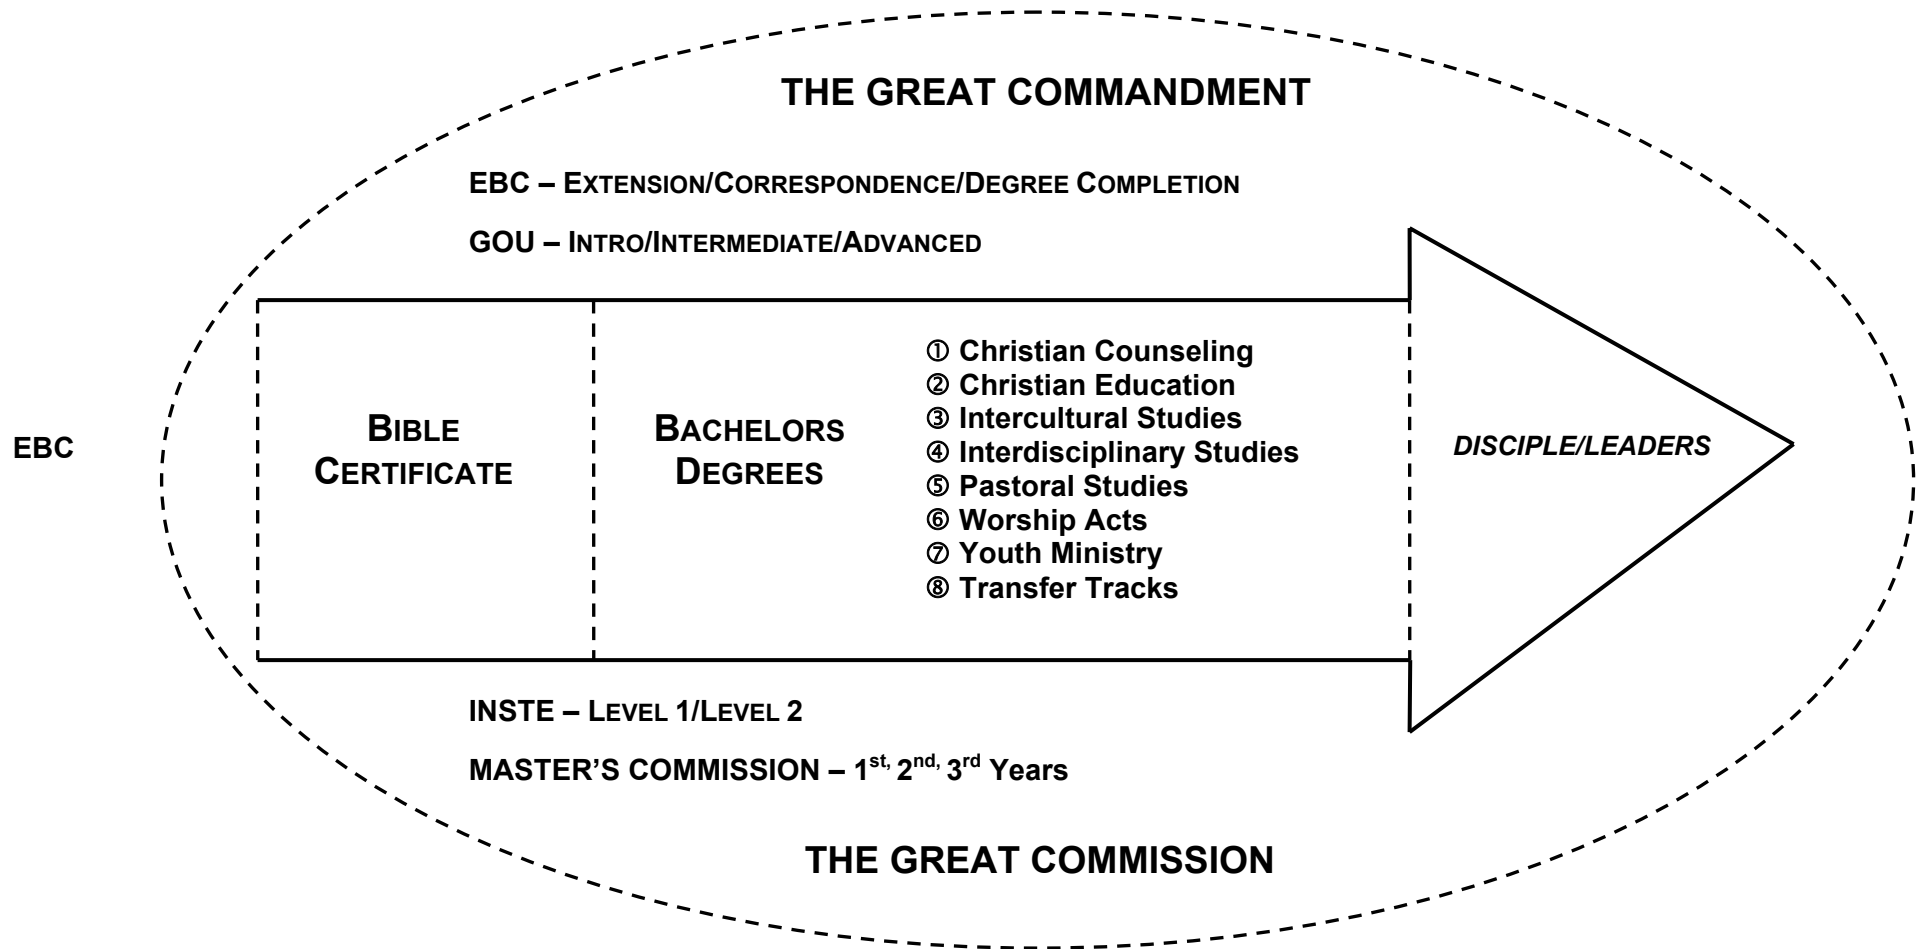 THE GREAT COMMANDMENT
EBC – EXTENSION/CORRESPONDENCE/DEGREE COMPLETION
GOU – INTRO/INTERMEDIATE/ADVANCED
EBC
BIBLE
CERTIFICATE
BACHELORS
DEGREES
① Christian Counseling
② Christian Education
③ Intercultural Studies
④ Interdisciplinary Studies
⑤ Pastoral Studies
⑥ Worship Acts
⑦ Youth Ministry
⑧ Transfer Tracks
DISCIPLE/LEADERS
INSTE – LEVEL 1/LEVEL 2
MASTER'S COMMISSION – 1st, 2nd, 3rd Years
THE GREAT COMMISSION